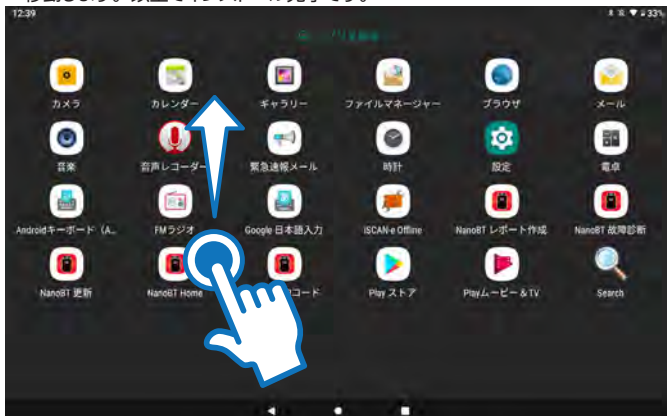 12:39
33%
カメラ
カレンダー
ギャラリー
ファイルマネージャー
ブラウザ
メール
音楽
音声レコーダー
緊急速報メール
時計
設定
電卓
Androidキーボード（A...
FMラジオ
Google 日本語入力
iSCAN-e Offline
NanoBT レポート作成
NanoBT 故障診断
NanoBT 更新
NanoBT Home
コード
Play ストア
Playムービー＆TV
Search